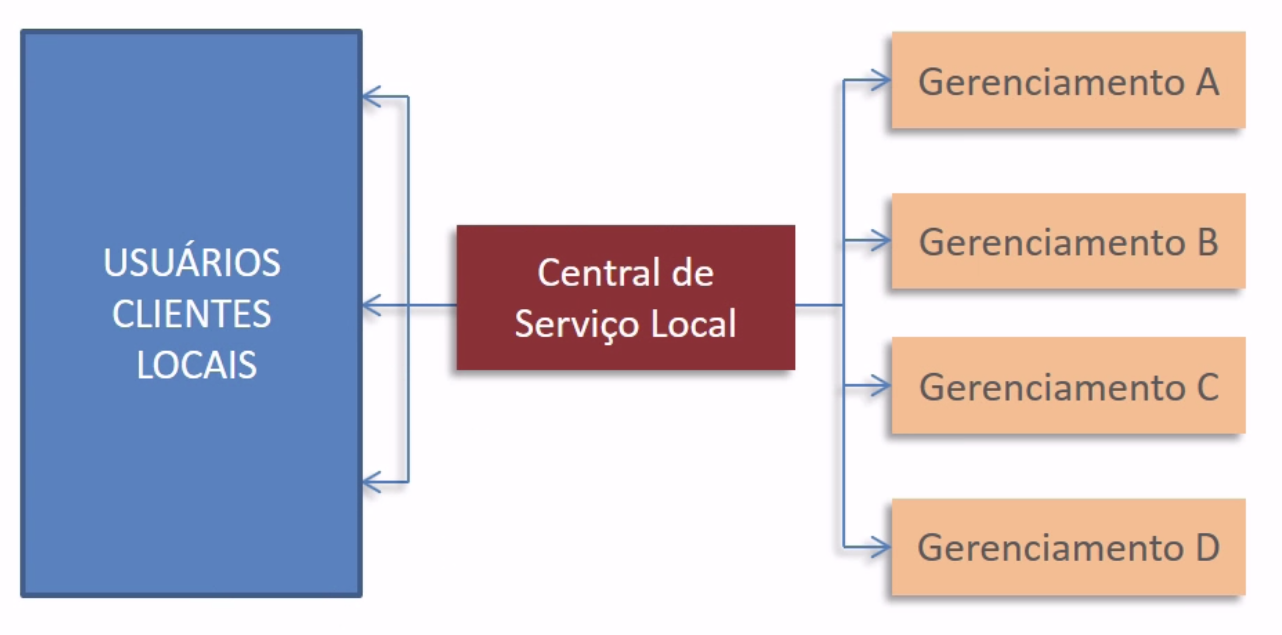 USUÁRIOS
CLIENTES
LOCAIS
Central de
Serviço Local
Gerenciamento A
Gerenciamento B
Gerenciamento C
Gerenciamento D